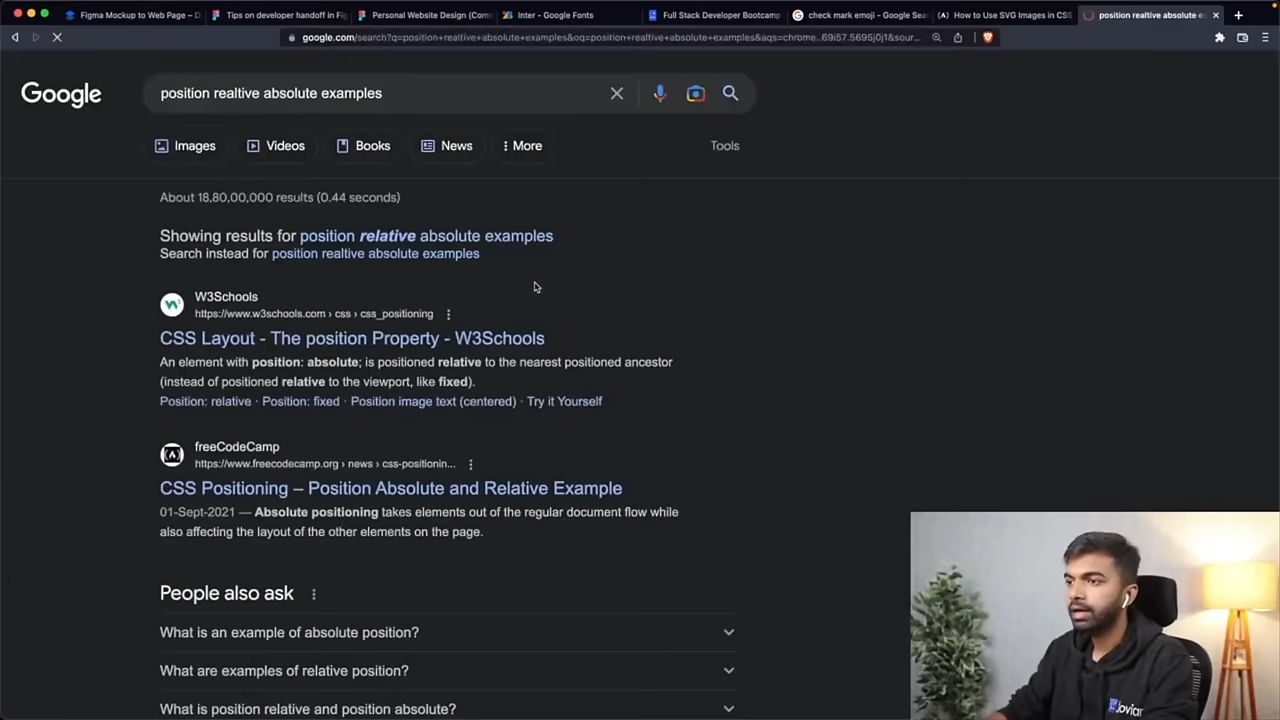 Figma Mockup to Web Page – D
Tips on developer handoff in Fig
Personal Website Design (Com
Inter - Google Fonts
Full Stack Developer Bootcamp
check mark emoji - Google Sea
How to Use SVG Images in CSS
position realtive absolute e
google.com/search?q=position+realtive+absolute+examples&oq=position+realtive+absolute+examples&aqs=chrome..69i57.5695j0j1&sour...
Google
position realtive absolute examples
Images
Videos
Books
News
More
Tools
About 18,80,00,000 results (0.44 seconds)
Showing results for position relative absolute examples
Search instead for position realtive absolute examples
W3Schools
https://www.w3schools.com › css › css_positioning
CSS Layout - The position Property - W3Schools
An element with position: absolute; is positioned relative to the nearest positioned ancestor
(instead of positioned relative to the viewport, like fixed).
Position: relative · Position: fixed · Position image text (centered) · Try it Yourself
freeCodeCamp
https://www.freecodecamp.org › news › css-positionin...
CSS Positioning – Position Absolute and Relative Example
01-Sept-2021 — Absolute positioning takes elements out of the regular document flow while
also affecting the layout of the other elements on the page.
People also ask
What is an example of absolute position?
What are examples of relative position?
What is position relative and position absolute?
Jovian